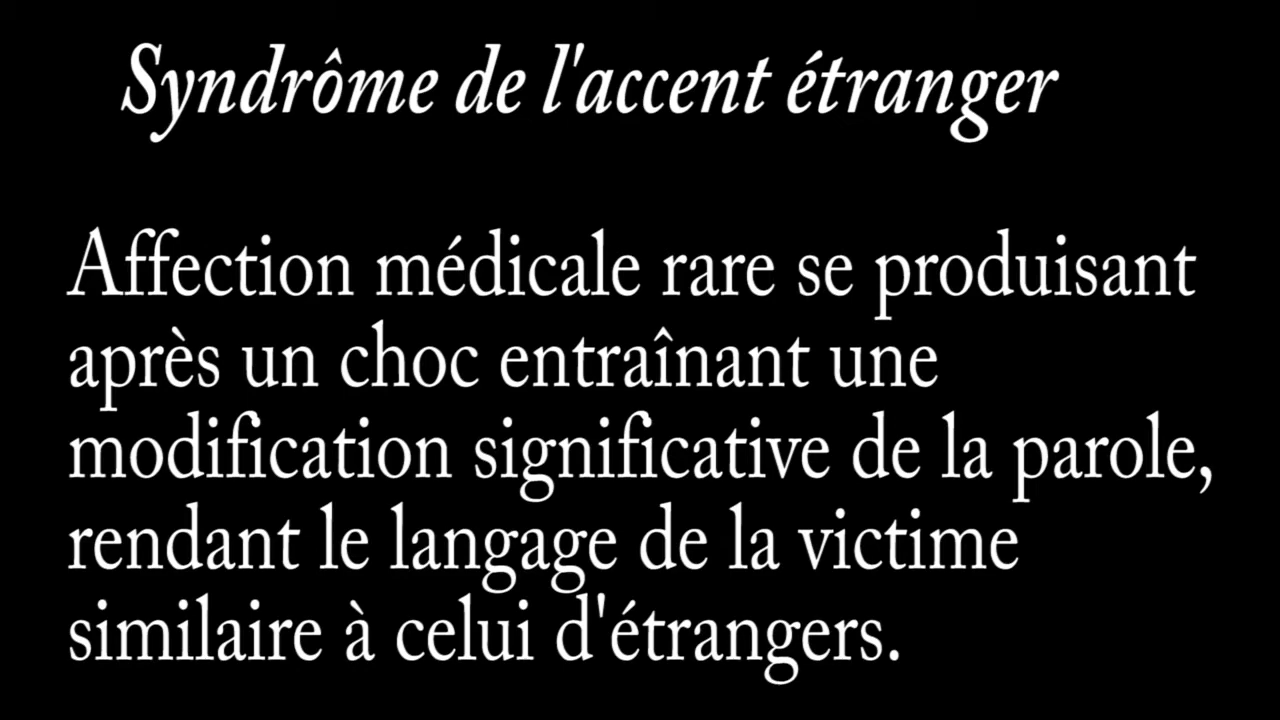 Syndrôme de l'accent étranger
Affection médicale rare se produisant
après un choc entraînant une
modification significative de la parole,
rendant le langage de la victime
similaire à celui d'étrangers.